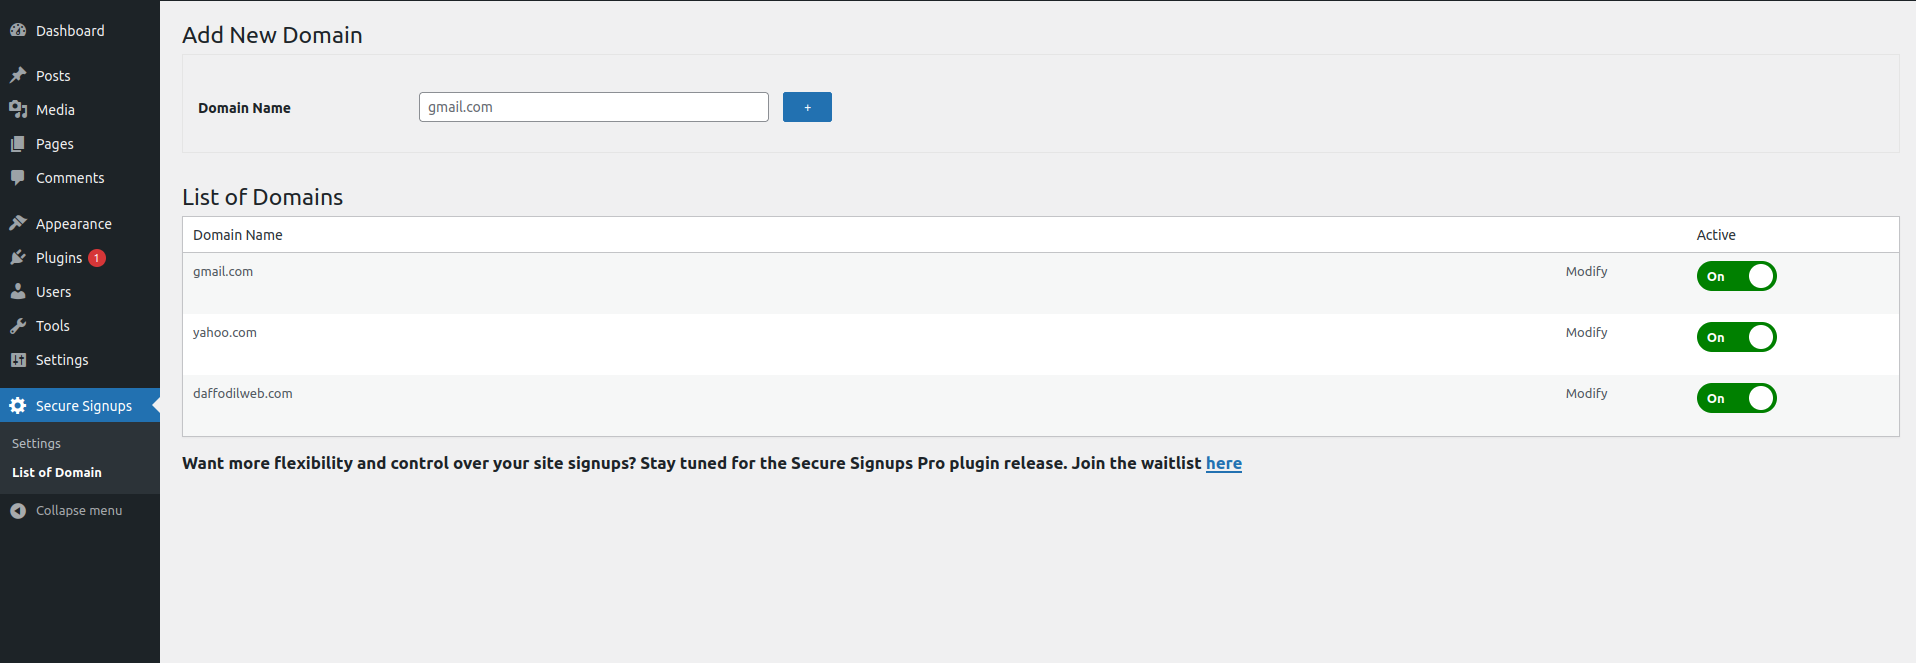 Dashboard
Posts
Media
Pages
Comments
Appearance
Plugins 1
Users
Tools
Settings
Secure Signups
Settings
List of Domain
Collapse menu
Add New Domain
Domain Name gmail.com +
List of Domains
Domain Name Active
gmail.com Modify On
yahoo.com Modify On
daffodilweb.com Modify On
Want more flexibility and control over your site signups? Stay tuned for the Secure Signups Pro plugin release. Join the waitlist here